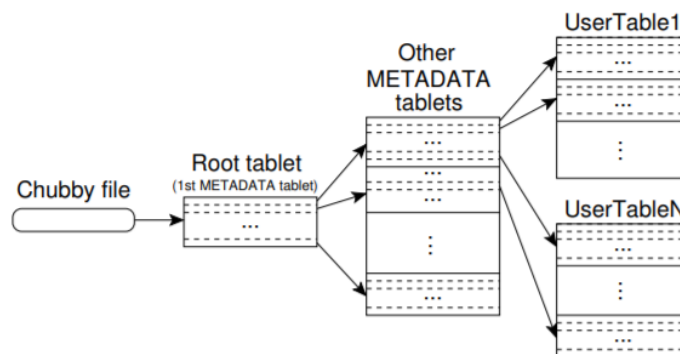 Chubby file
Root tablet
(1st METADATA tablet)
...
Other
METADATA
tablets
...
...
...
⋮
...
UserTable1
...
...
⋮
UserTableN
...
⋮
...